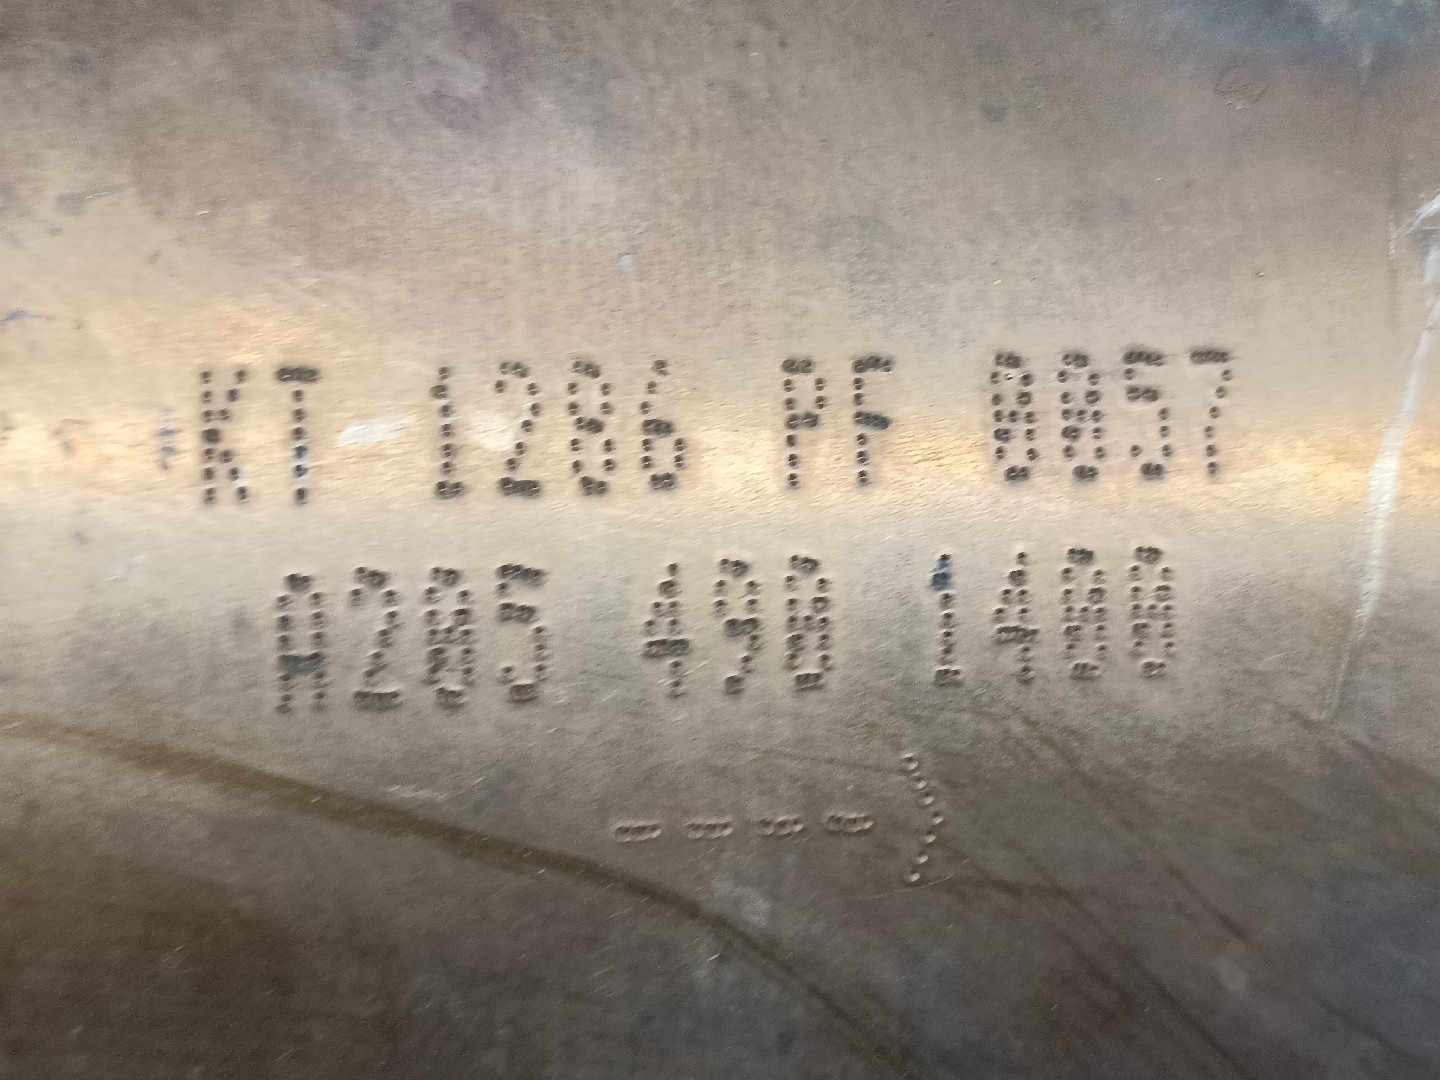 KT 1286 PF 0057
A205 490 1400
---->